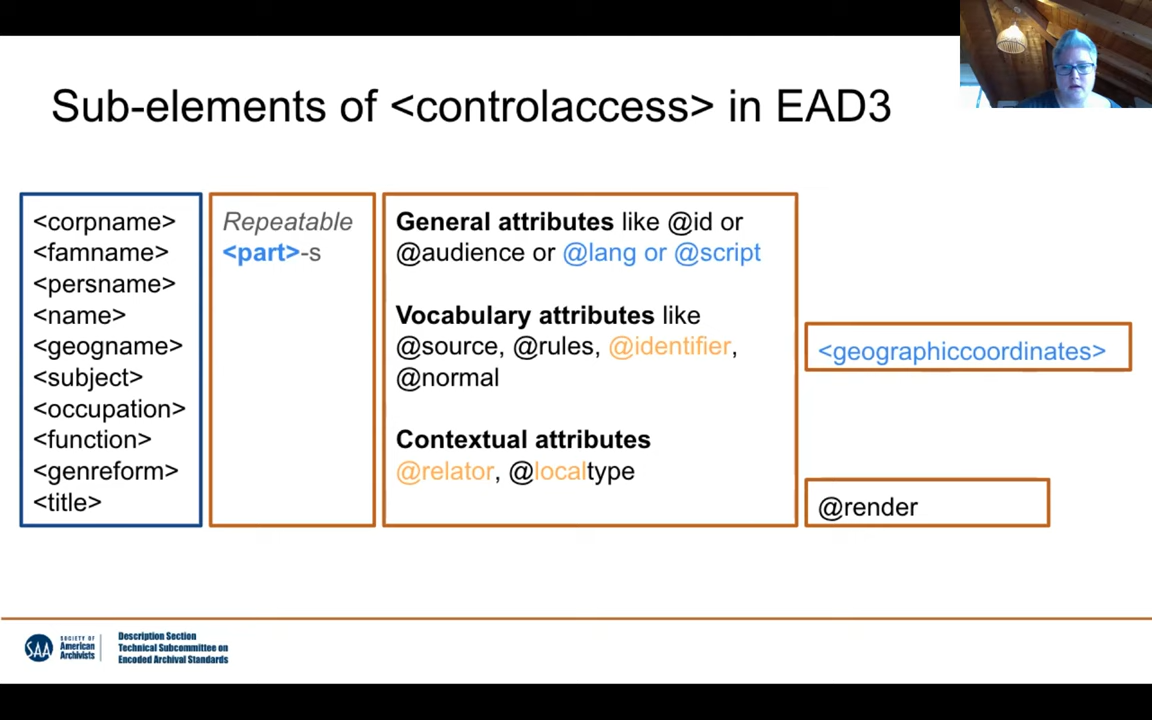 Sub-elements of <controlaccess> in EAD3
<corpname>
<famname>
<persname>
<name>
<geogname>
<subject>
<occupation>
<function>
<genreform>
<title>
Repeatable
<part>-s
General attributes like @id or
@audience or @lang or @script
Vocabulary attributes like
@source, @rules, @identifier,
@normal
Contextual attributes
@relator, @localtype
<geographiccoordinates>
@render
SAA
SOCIETY OF
American
Archivists
Description Section
Technical Subcommittee on
Encoded Archival Standards